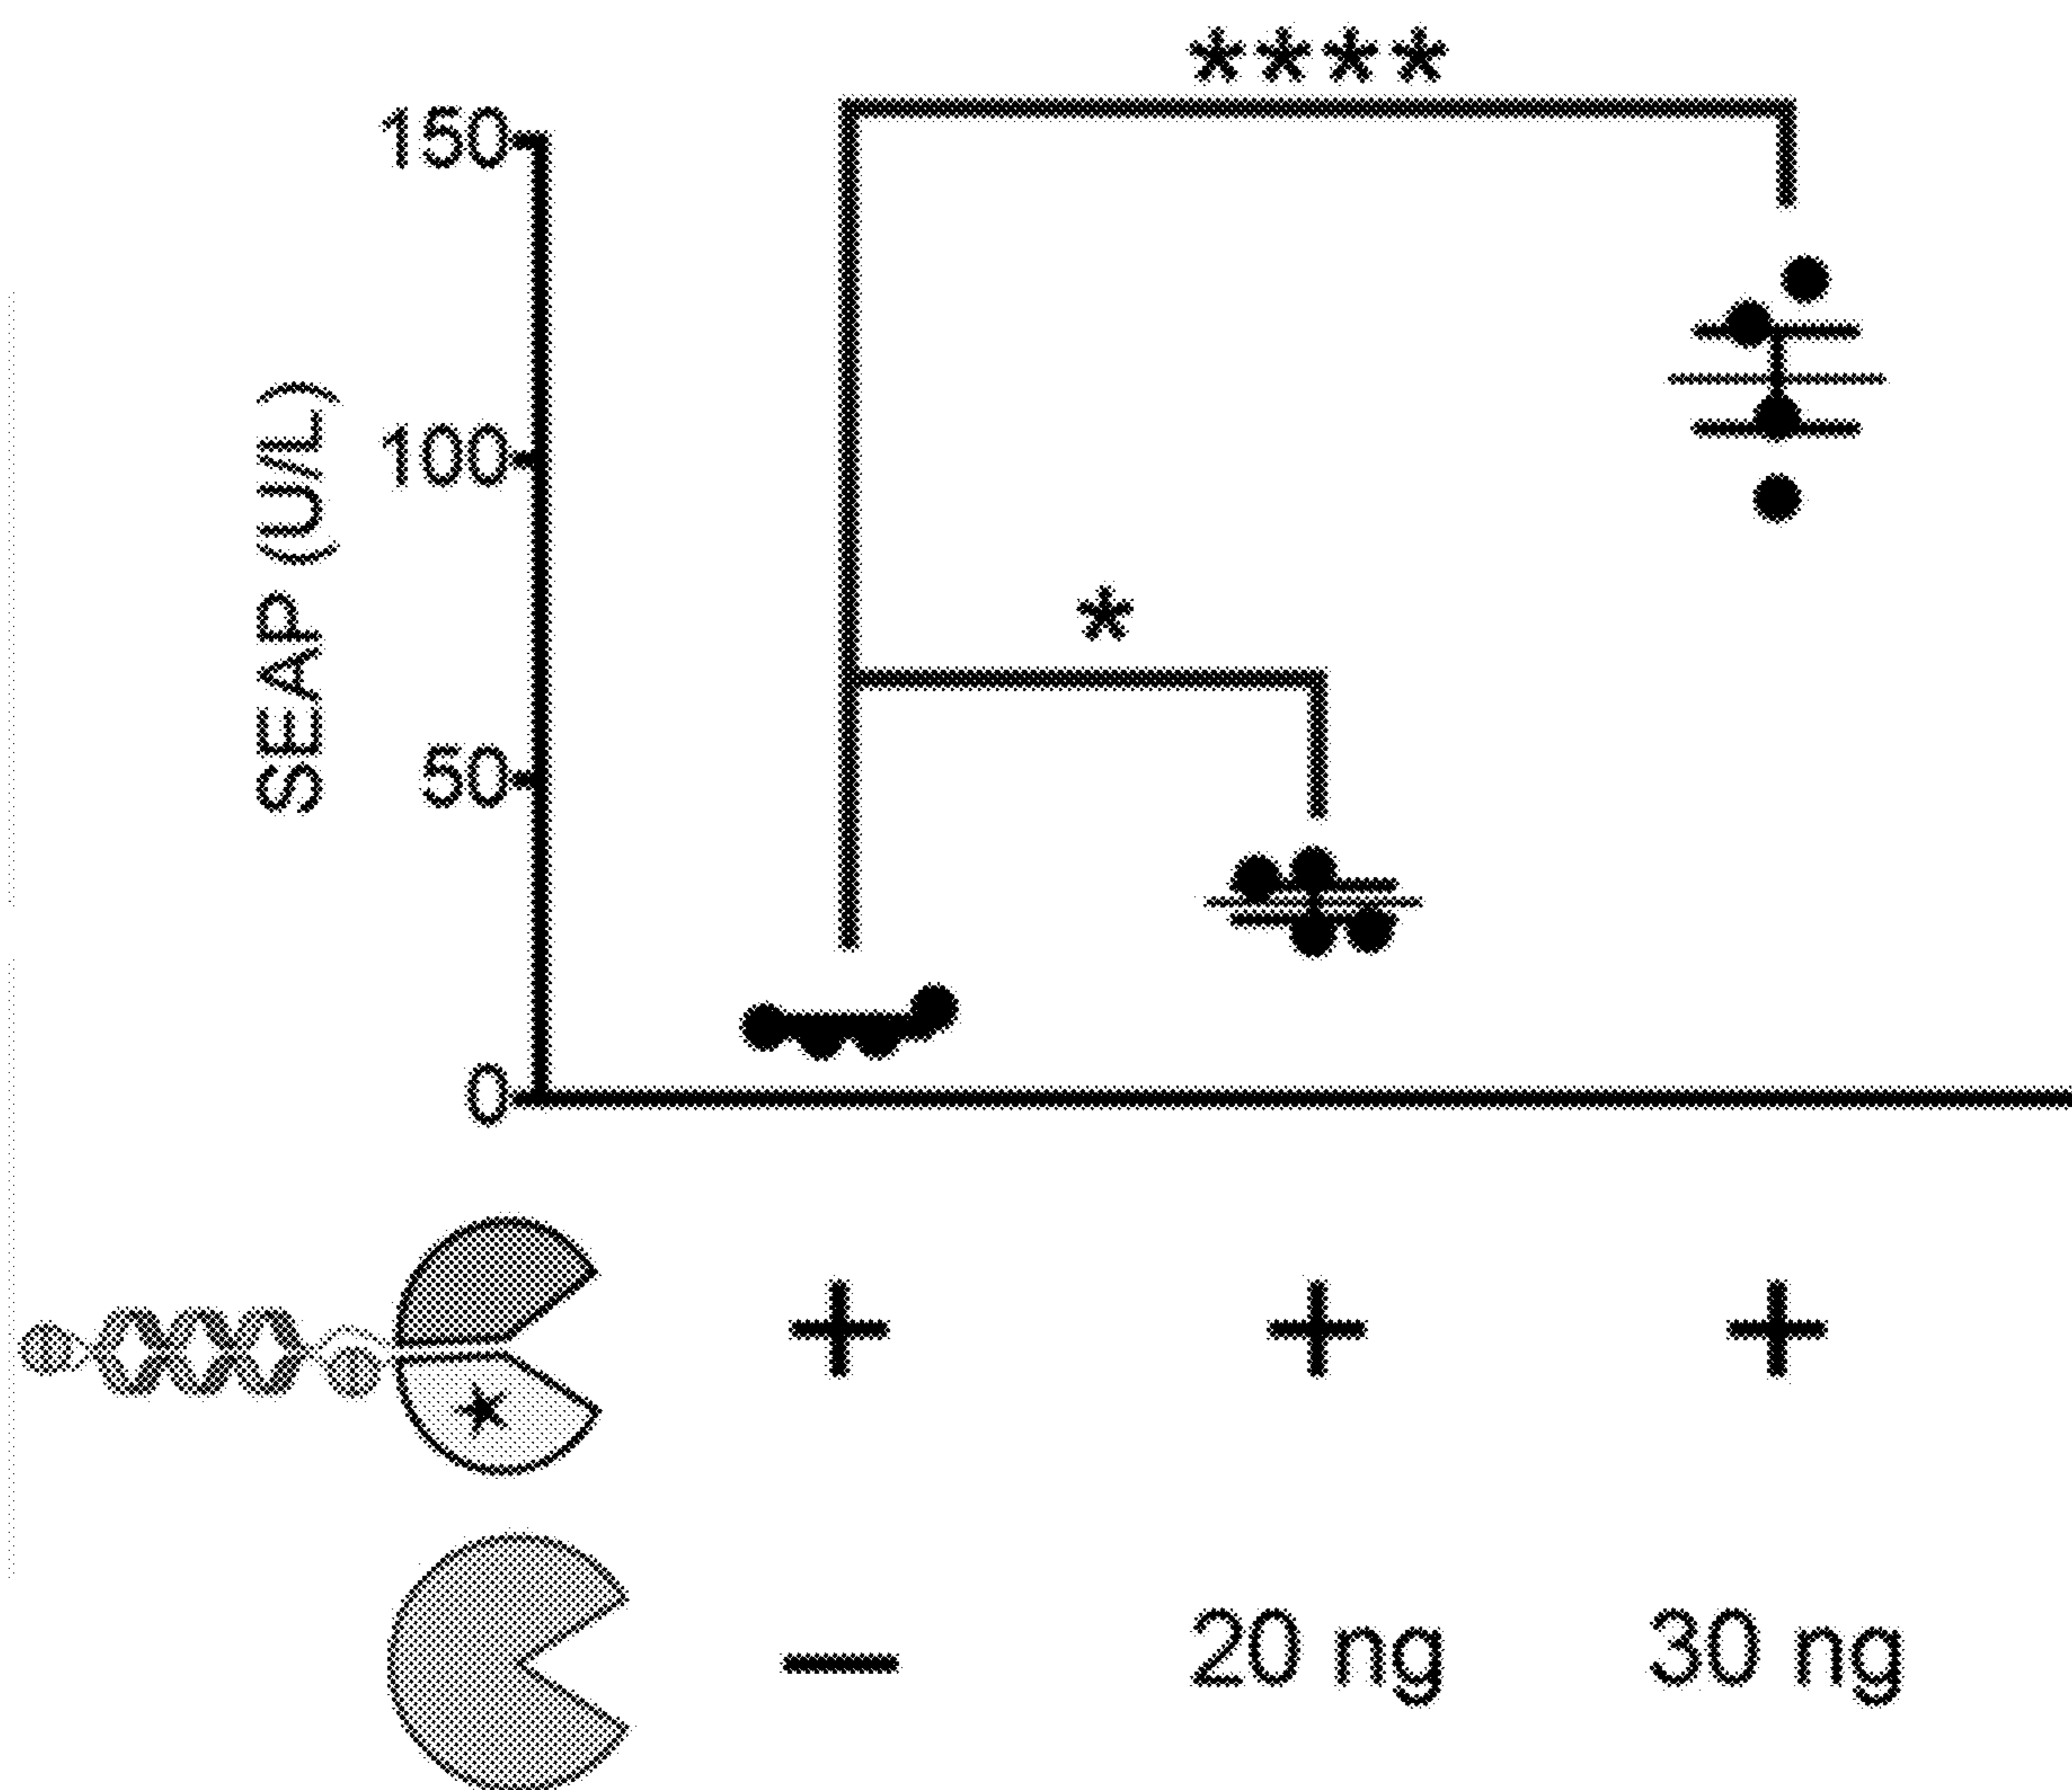 ****
150
100
*
50
0
SEAP (U/L)
+ + +
— 20 ng 30 ng